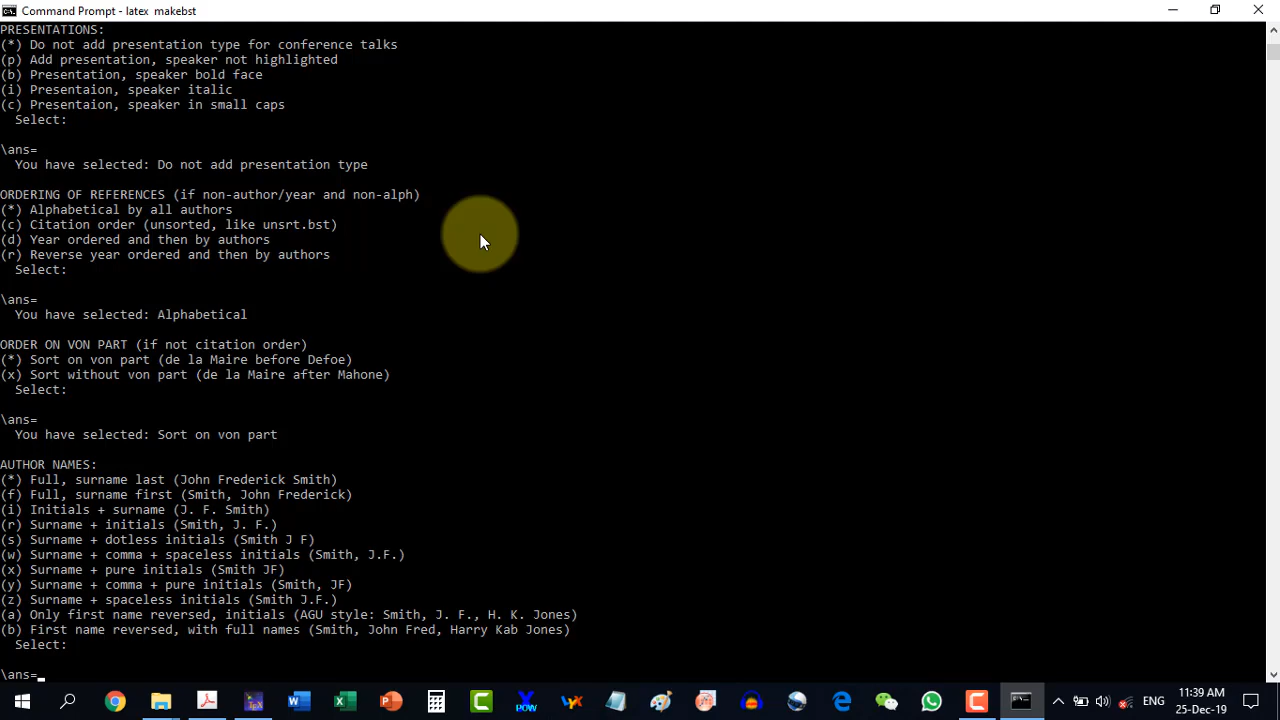 Command Prompt - latex makebst
PRESENTATIONS:
(*) Do not add presentation type for conference talks
(p) Add presentation, speaker not highlighted
(b) Presentation, speaker bold face
(i) Presentaion, speaker italic
(c) Presentaion, speaker in small caps
Select:
\ans=
You have selected: Do not add presentation type
ORDERING OF REFERENCES (if non-author/year and non-alph)
(*) Alphabetical by all authors
(c) Citation order (unsorted, like unsrt.bst)
(d) Year ordered and then by authors
(r) Reverse year ordered and then by authors
Select:
\ans=
You have selected: Alphabetical
ORDER ON VON PART (if not citation order)
(*) Sort on von part (de la Maire before Defoe)
(x) Sort without von part (de la Maire after Mahone)
Select:
\ans=
You have selected: Sort on von part
AUTHOR NAMES:
(*) Full, surname last (John Frederick Smith)
(f) Full, surname first (Smith, John Frederick)
(i) Initials + surname (J. F. Smith)
(r) Surname + initials (Smith, J. F.)
(s) Surname + dotless initials (Smith J F)
(w) Surname + comma + spaceless initials (Smith, J.F.)
(x) Surname + pure initials (Smith JF)
(y) Surname + comma + pure initials (Smith, JF)
(z) Surname + spaceless initials (Smith J.F.)
(a) Only first name reversed, initials (AGU style: Smith, J. F., H. K. Jones)
(b) First name reversed, with full names (Smith, John Fred, Harry Kab Jones)
Select:
\ans=
ENG
11:39 AM
25-Dec-19